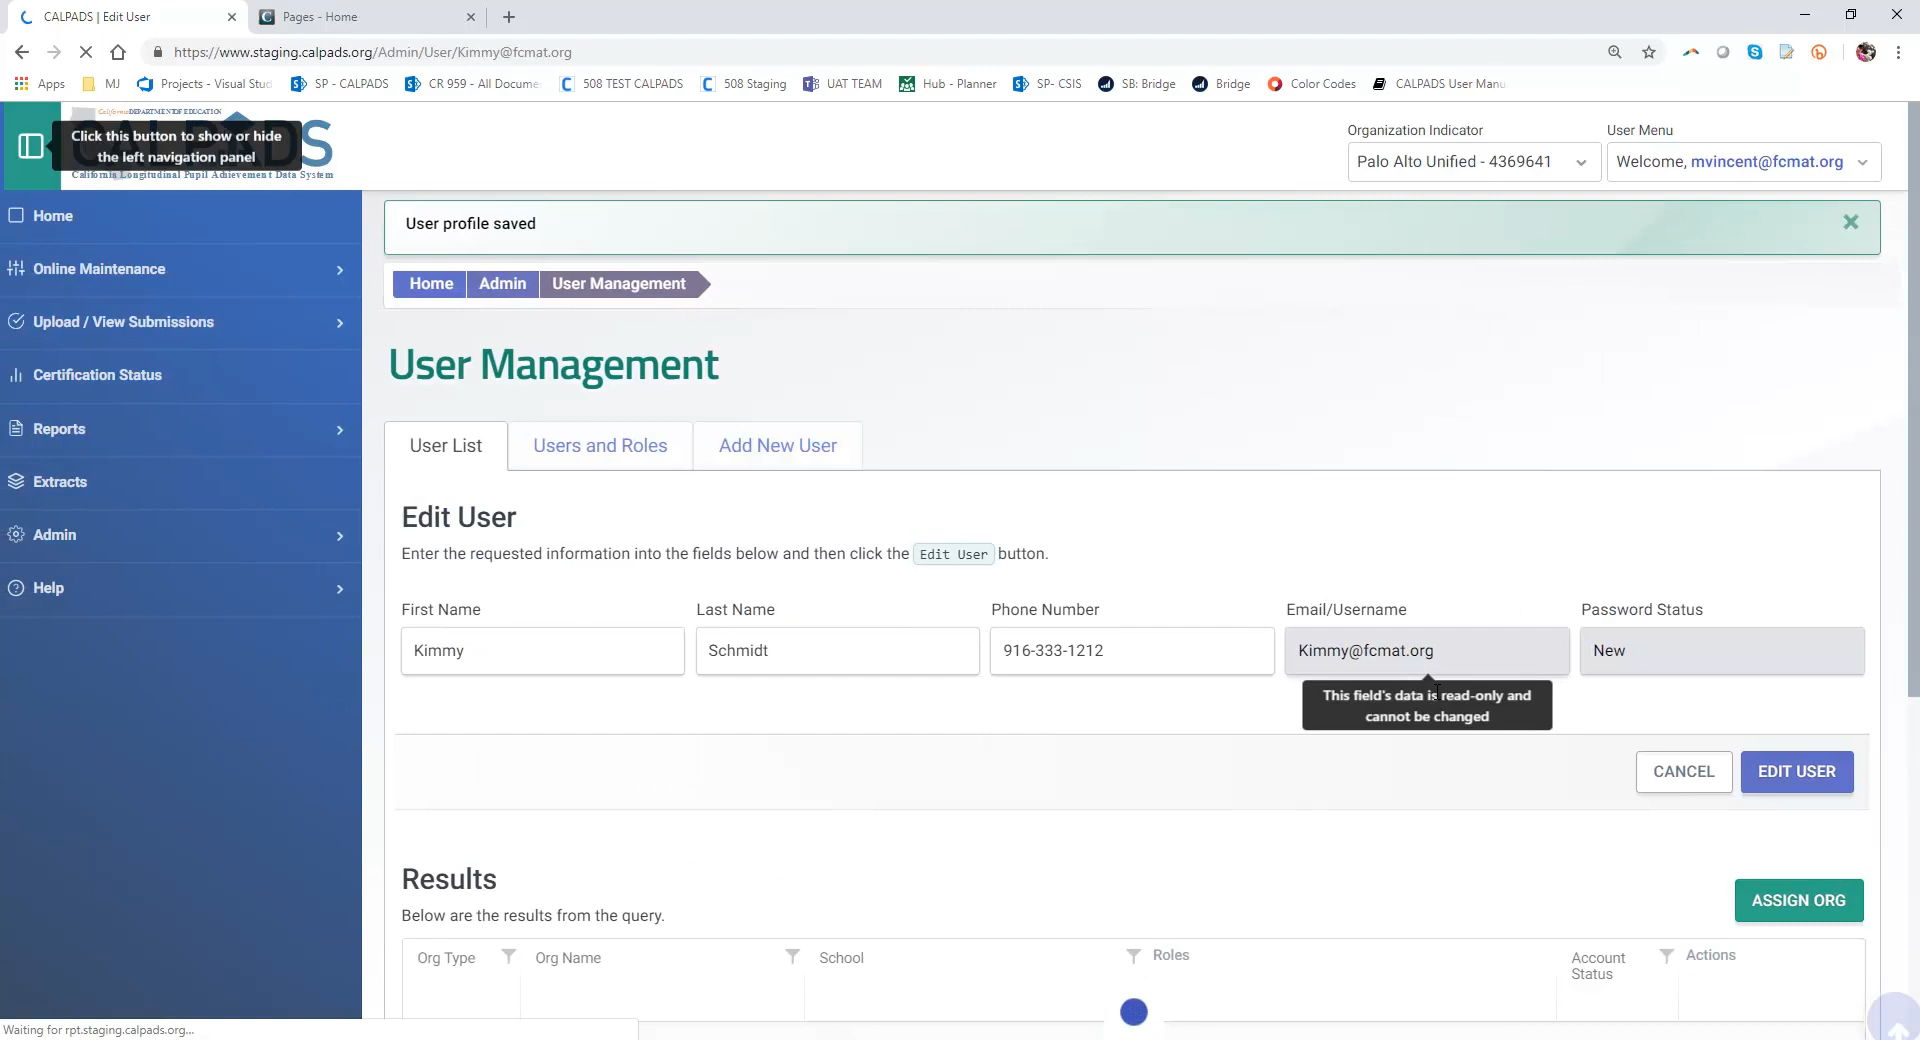 CALPADS | Edit User
Pages - Home
https://www.staging.calpads.org/Admin/User/Kimmy@fcmat.org
Apps
MJ
Projects - Visual Stud
SP - CALPADS
CR 959 - All Docume
508 TEST CALPADS
508 Staging
UAT TEAM
Hub - Planner
SP- CSIS
SB: Bridge
Bridge
Color Codes
CALPADS User Manu
California DEPARTMENT OF EDUCATION
Click this button to show or hide
the left navigation panel
CALPADS
California Longitudinal Pupil Achievement Data System
Organization Indicator
Palo Alto Unified - 4369641
User Menu
Welcome, mvincent@fcmat.org
Home
Online Maintenance
Upload / View Submissions
Certification Status
Reports
Extracts
Admin
Help
User profile saved
Home
Admin
User Management
User Management
User List
Users and Roles
Add New User
Edit User
Enter the requested information into the fields below and then click the Edit User button.
First Name
Last Name
Phone Number
Email/Username
Password Status
Kimmy
Schmidt
916-333-1212
Kimmy@fcmat.org
New
This field's data is read-only and
cannot be changed
CANCEL
EDIT USER
Results
ASSIGN ORG
Below are the results from the query.
Org Type
Org Name
School
Roles
Account
Status
Actions
Waiting for rpt.staging.calpads.org...